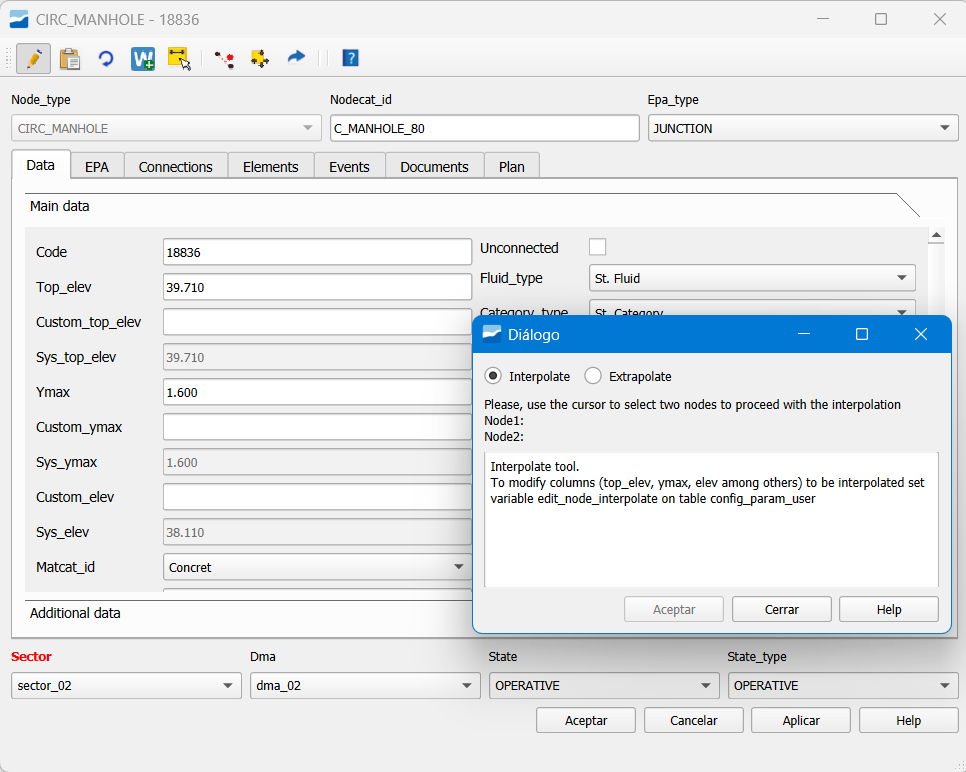 CIRC_MANHOLE - 18836
W
?
Node_type
Nodecat_id
Epa_type
CIRC_MANHOLE
C_MANHOLE_80
JUNCTION
Data
EPA
Connections
Elements
Events
Documents
Plan
Main data
Code
18836
Unconnected
Top_elev
39.710
Fluid_type
St. Fluid
Custom_top_elev
Category_type
St. Category
Sys_top_elev
39.710
Ymax
1.600
Custom_ymax
Sys_ymax
1.600
Custom_elev
Sys_elev
38.110
Matcat_id
Concret
Additional data
Diálogo
Interpolate
Extrapolate
Please, use the cursor to select two nodes to proceed with the interpolation
Node1:
Node2:
Interpolate tool.
To modify columns (top_elev, ymax, elev among others) to be interpolated set
variable edit_node_interpolate on table config_param_user
Aceptar
Cerrar
Help
Sector
Dma
State
State_type
sector_02
dma_02
OPERATIVE
OPERATIVE
Aceptar
Cancelar
Aplicar
Help